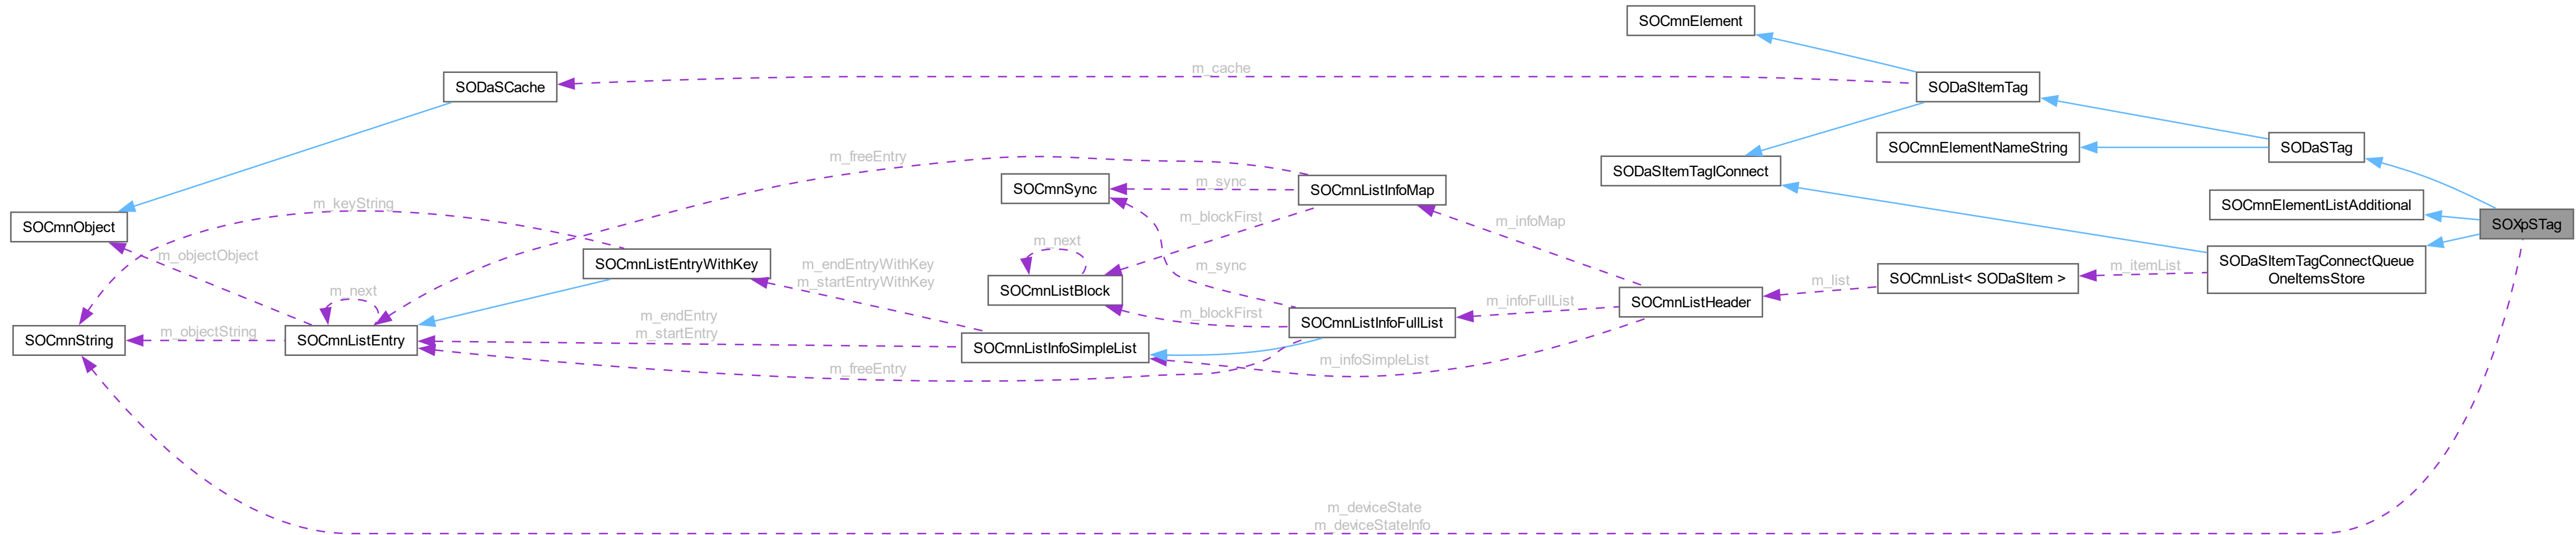 SOCmnElement
m_cache
SODaSCache
SODaSItemTag
SOCmnElementNameString
SODaSTag
m_freeEntry
SODaSItemTagIConnect
SOCmnSync
m_sync
SOCmnListInfoMap
m_keyString
SOCmnElementListAdditional
m_blockFirst
m_infoMap
SOXpSTag
SOCmnObject
m_objectObject
m_next
SOCmnListEntryWithKey
m_endEntryWithKey
m_startEntryWithKey
m_sync
SODaSItemTagConnectQueue
OneItemsStore
m_itemList
SOCmnList< SODaSItem >
m_list
m_next
SOCmnListBlock
SOCmnListHeader
m_infoFullList
m_blockFirst
SOCmnListInfoFullList
m_endEntry
m_startEntry
m_objectString
SOCmnString
SOCmnListEntry
SOCmnListInfoSimpleList
m_infoSimpleList
m_freeEntry
m_deviceState
m_deviceStateInfo